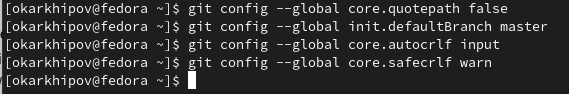 [okarkhipov@fedora ~]$ git config --global core.quotepath false
[okarkhipov@fedora ~]$ git config --global init.defaultBranch master
[okarkhipov@fedora ~]$ git config --global core.autocrlf input
[okarkhipov@fedora ~]$ git config --global core.safecrlf warn
[okarkhipov@fedora ~]$